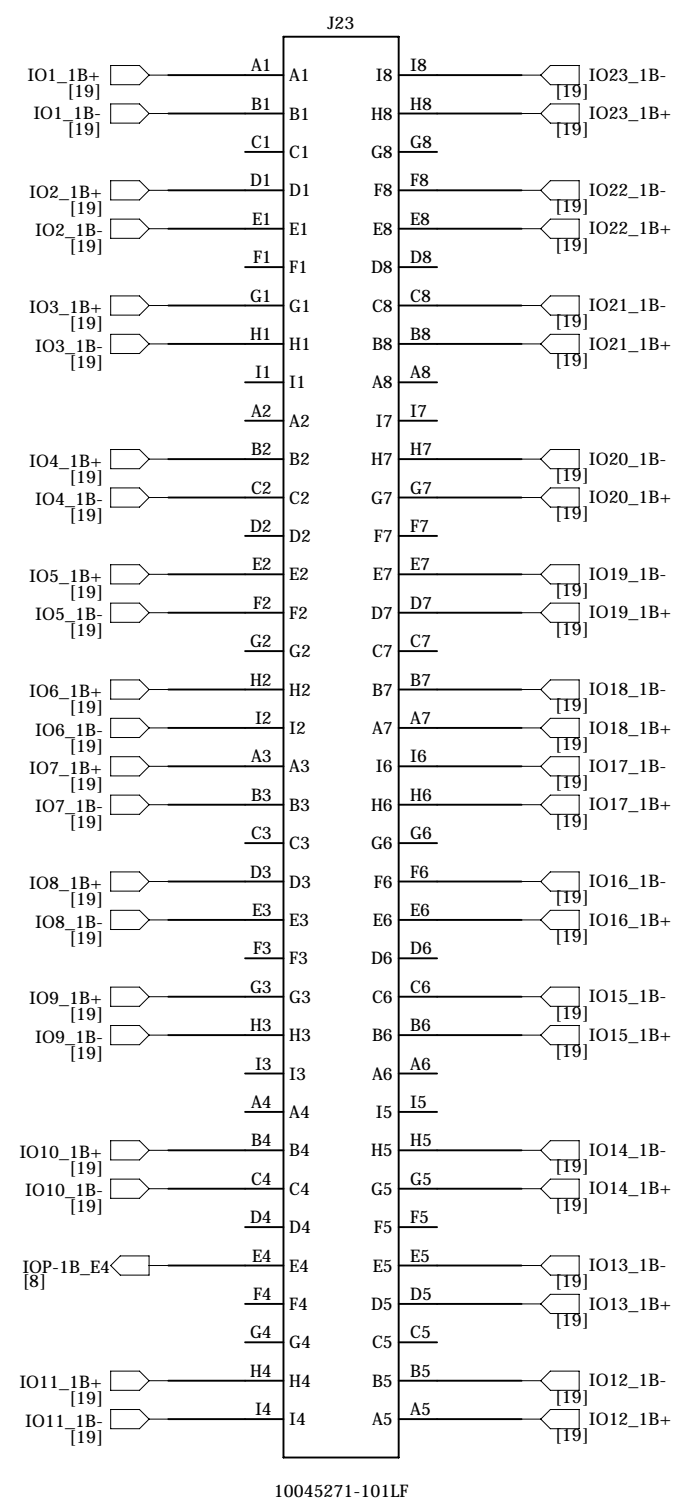 J23
IO1_1B+ [19] A1 A1 I8 I8 IO23_1B- [19]
IO1_1B- [19] B1 B1 H8 H8 IO23_1B+ [19]
C1 C1 G8 G8
IO2_1B+ [19] D1 D1 F8 F8 IO22_1B- [19]
IO2_1B- [19] E1 E1 E8 E8 IO22_1B+ [19]
F1 F1 D8 D8
IO3_1B+ [19] G1 G1 C8 C8 IO21_1B- [19]
IO3_1B- [19] H1 H1 B8 B8 IO21_1B+ [19]
I1 I1 A8 A8
A2 A2 I7 I7
IO4_1B+ [19] B2 B2 H7 H7 IO20_1B- [19]
IO4_1B- [19] C2 C2 G7 G7 IO20_1B+ [19]
D2 D2 F7 F7
IO5_1B+ [19] E2 E2 E7 E7 IO19_1B- [19]
IO5_1B- [19] F2 F2 D7 D7 IO19_1B+ [19]
G2 G2 C7 C7
IO6_1B+ [19] H2 H2 B7 B7 IO18_1B- [19]
IO6_1B- [19] I2 I2 A7 A7 IO18_1B+ [19]
IO7_1B+ [19] A3 A3 I6 I6 IO17_1B- [19]
IO7_1B- [19] B3 B3 H6 H6 IO17_1B+ [19]
C3 C3 G6 G6
IO8_1B+ [19] D3 D3 F6 F6 IO16_1B- [19]
IO8_1B- [19] E3 E3 E6 E6 IO16_1B+ [19]
F3 F3 D6 D6
IO9_1B+ [19] G3 G3 C6 C6 IO15_1B- [19]
IO9_1B- [19] H3 H3 B6 B6 IO15_1B+ [19]
I3 I3 A6 A6
A4 A4 I5 I5
IO10_1B+ [19] B4 B4 H5 H5 IO14_1B- [19]
IO10_1B- [19] C4 C4 G5 G5 IO14_1B+ [19]
D4 D4 F5 F5
IOP-1B_E4 [8] E4 E4 E5 E5 IO13_1B- [19]
F4 F4 D5 D5 IO13_1B+ [19]
G4 G4 C5 C5
IO11_1B+ [19] H4 H4 B5 B5 IO12_1B- [19]
IO11_1B- [19] I4 I4 A5 A5 IO12_1B+ [19]
10045271-101LF